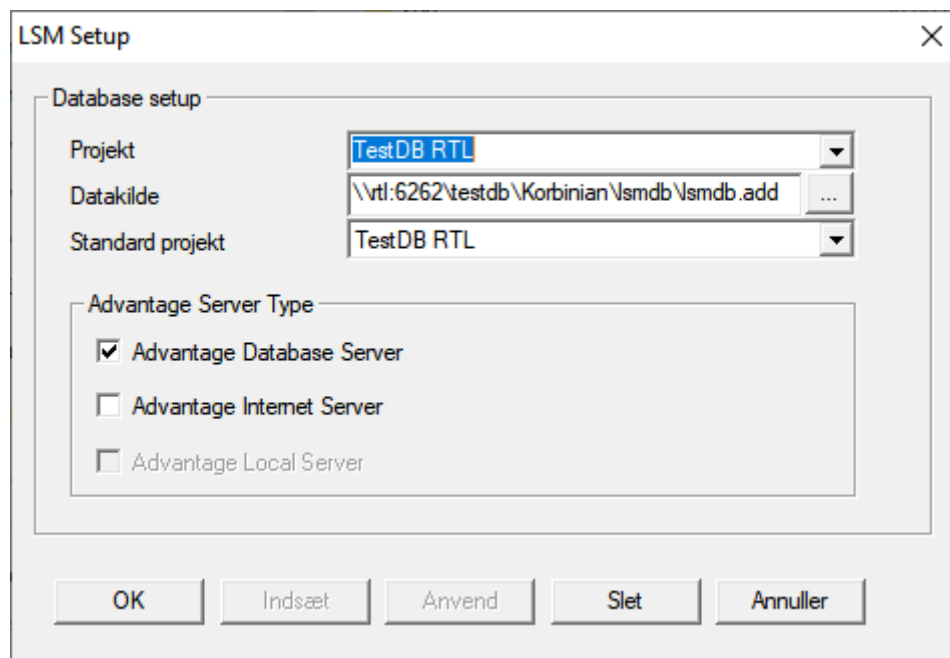 LSM Setup
Database setup
Projekt TestDB RTL
Datakilde \\rtl:6262\testdb\Korbinian\lsmdb\lsmdb.add ...
Standard projekt TestDB RTL
Advantage Server Type
Advantage Database Server
Advantage Internet Server
Advantage Local Server
OK Indsæt Anvend Slet Annuller